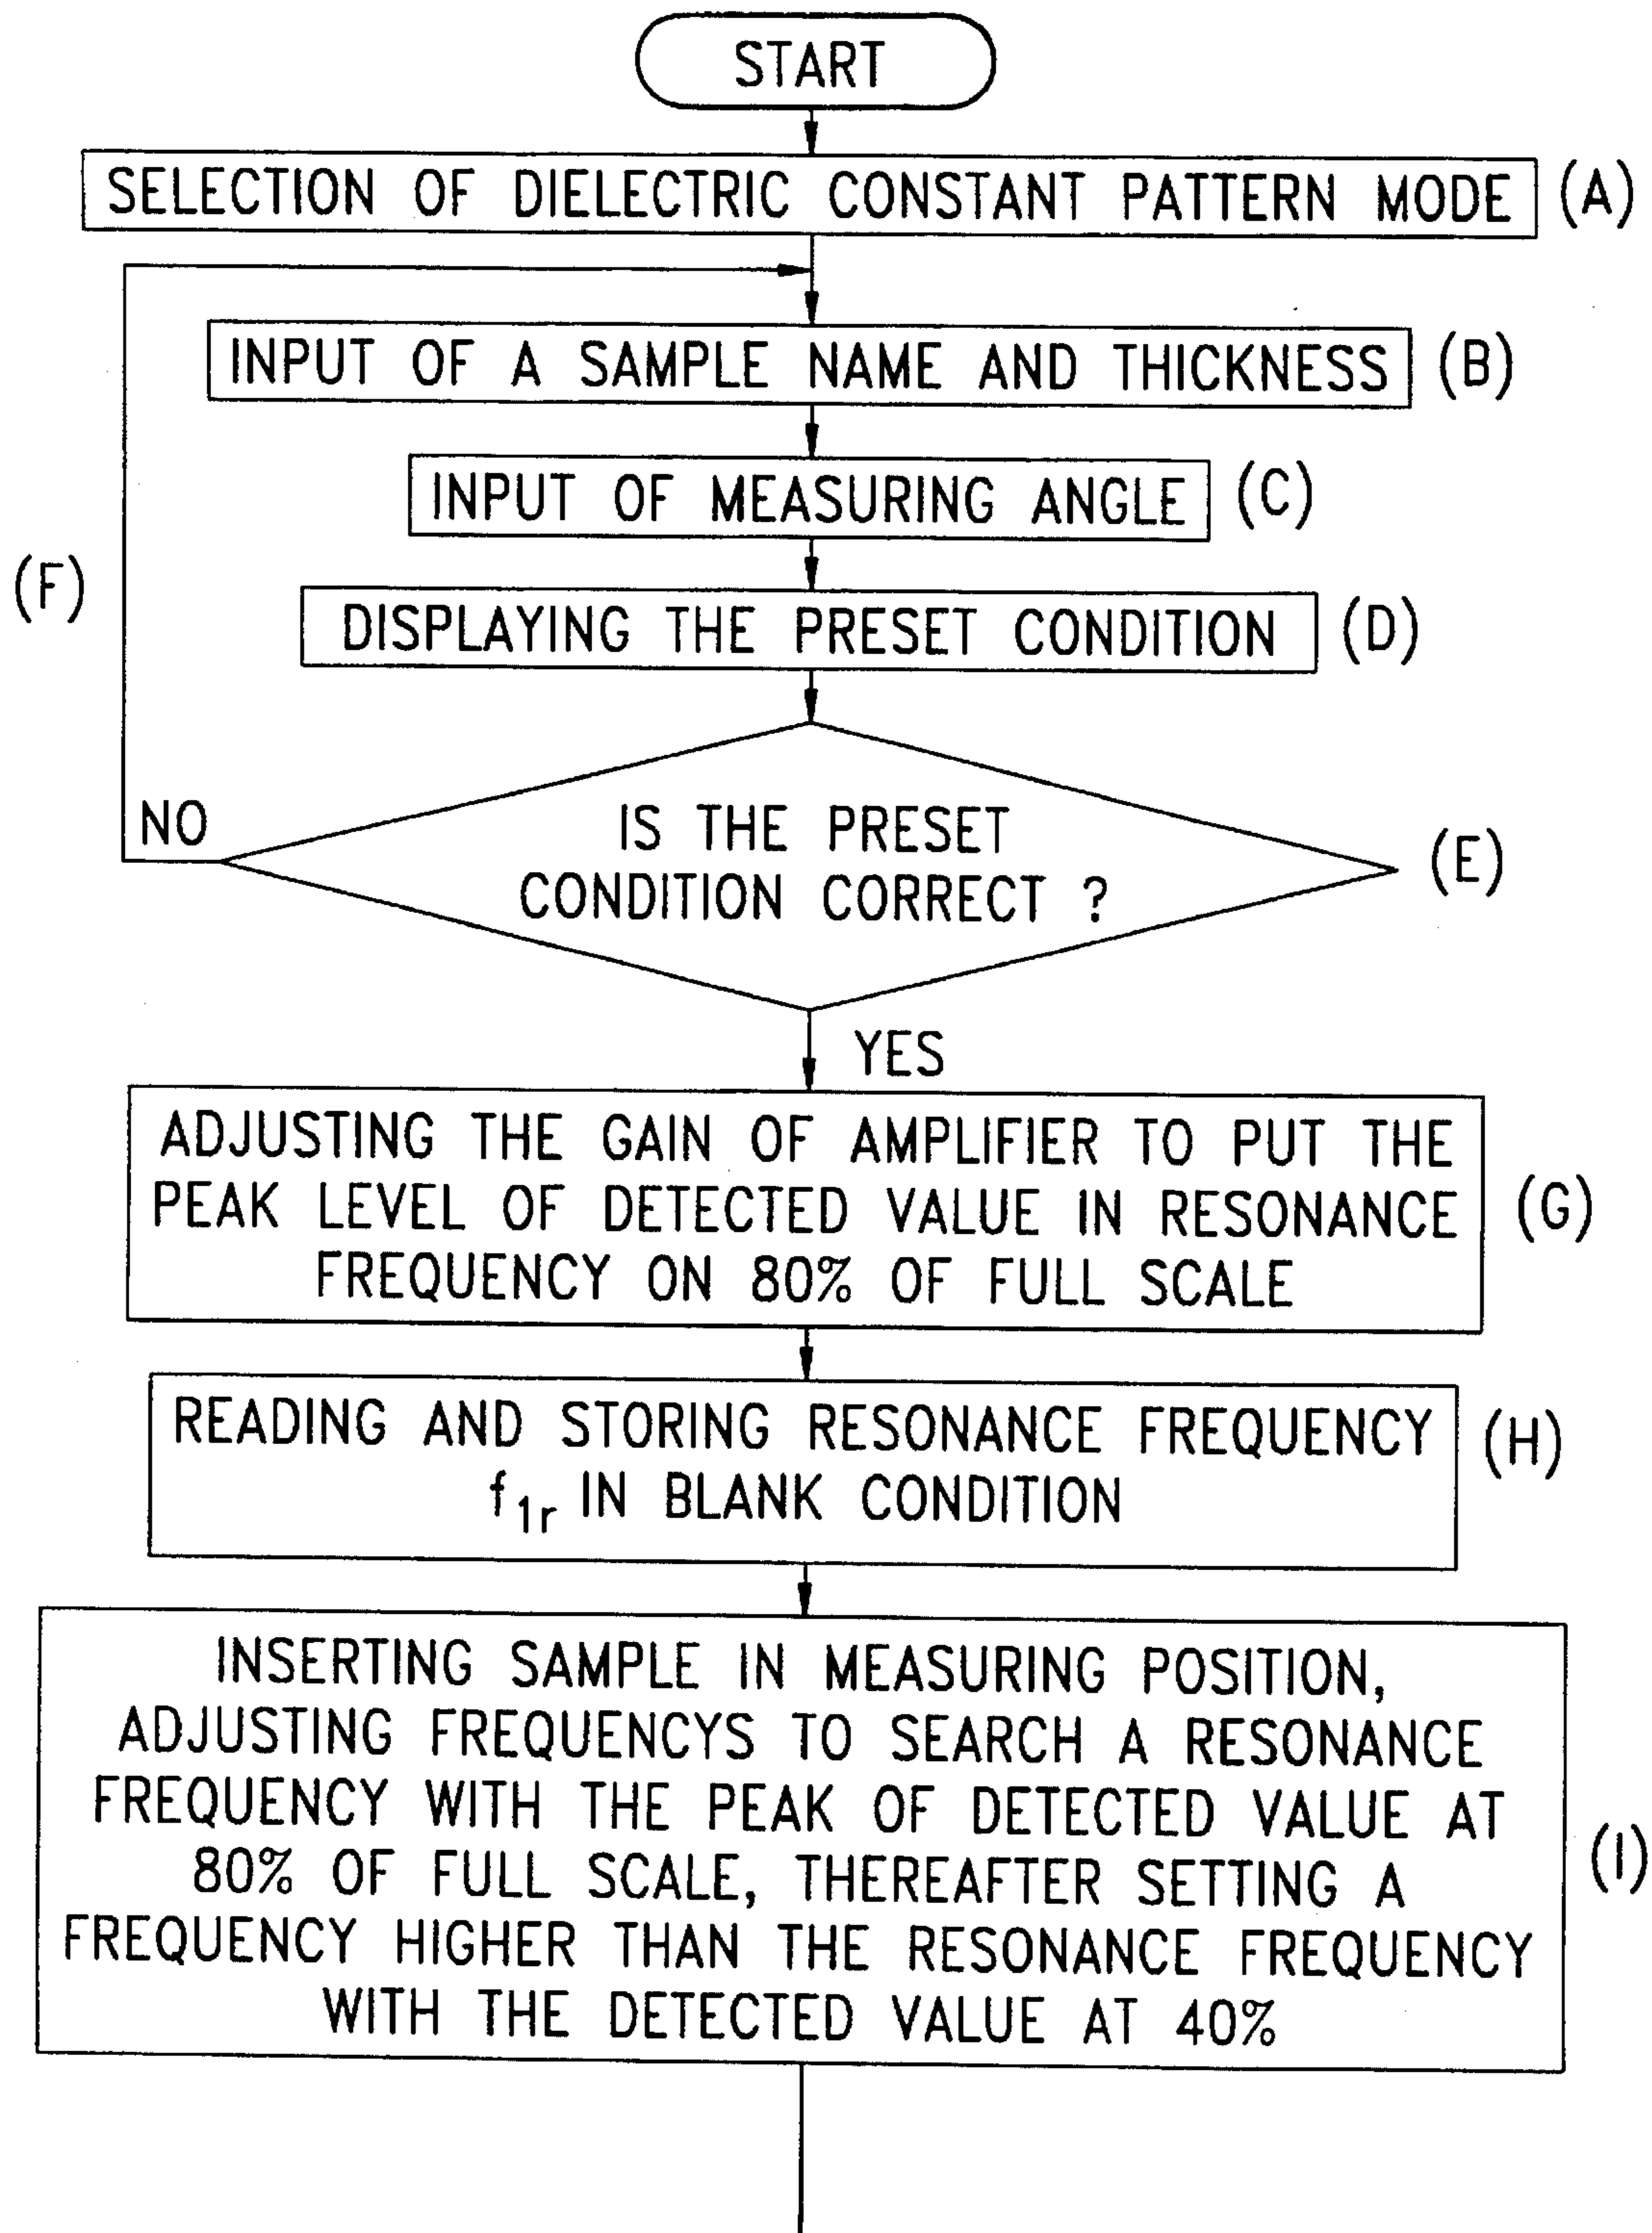 START
SELECTION OF DIELECTRIC CONSTANT PATTERN MODE (A)
INPUT OF A SAMPLE NAME AND THICKNESS (B)
INPUT OF MEASURING ANGLE (C)
(F)
DISPLAYING THE PRESET CONDITION (D)
NO
IS THE PRESET
CONDITION CORRECT ?
(E)
YES
ADJUSTING THE GAIN OF AMPLIFIER TO PUT THE
PEAK LEVEL OF DETECTED VALUE IN RESONANCE
FREQUENCY ON 80% OF FULL SCALE
(G)
READING AND STORING RESONANCE FREQUENCY
f1r IN BLANK CONDITION
(H)
INSERTING SAMPLE IN MEASURING POSITION,
ADJUSTING FREQUENCYS TO SEARCH A RESONANCE
FREQUENCY WITH THE PEAK OF DETECTED VALUE AT
80% OF FULL SCALE, THEREAFTER SETTING A
FREQUENCY HIGHER THAN THE RESONANCE FREQUENCY
WITH THE DETECTED VALUE AT 40%
(I)